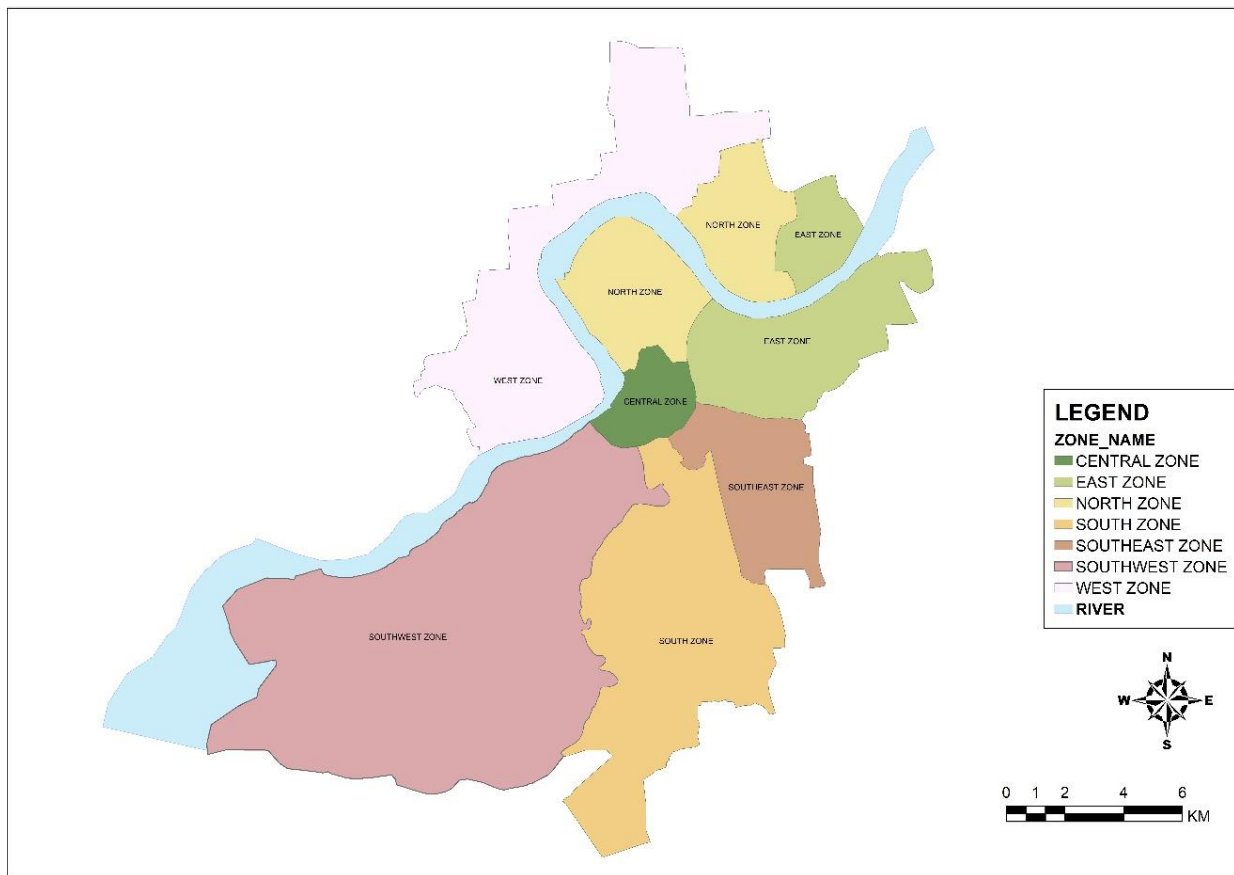 NORTH ZONE
EAST ZONE
NORTH ZONE
EAST ZONE
WEST ZONE
CENTRAL ZONE
SOUTHEAST ZONE
SOUTHWEST ZONE
SOUTH ZONE
LEGEND
ZONE_NAME
CENTRAL ZONE
EAST ZONE
NORTH ZONE
SOUTH ZONE
SOUTHEAST ZONE
SOUTHWEST ZONE
WEST ZONE
RIVER
N
W E
S
0 1 2 4 6
KM